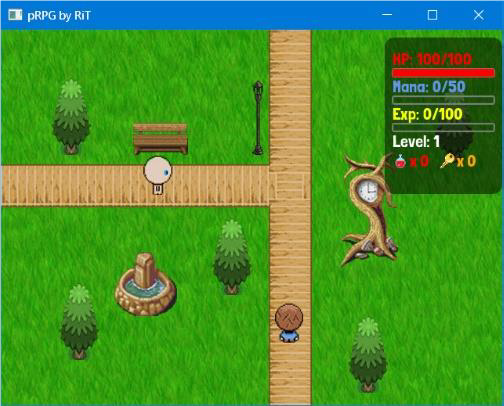 pRPG by RiT
HP: 100/100
Mana: 0/50
Exp: 0/100
Level: 1
x 0 x 0